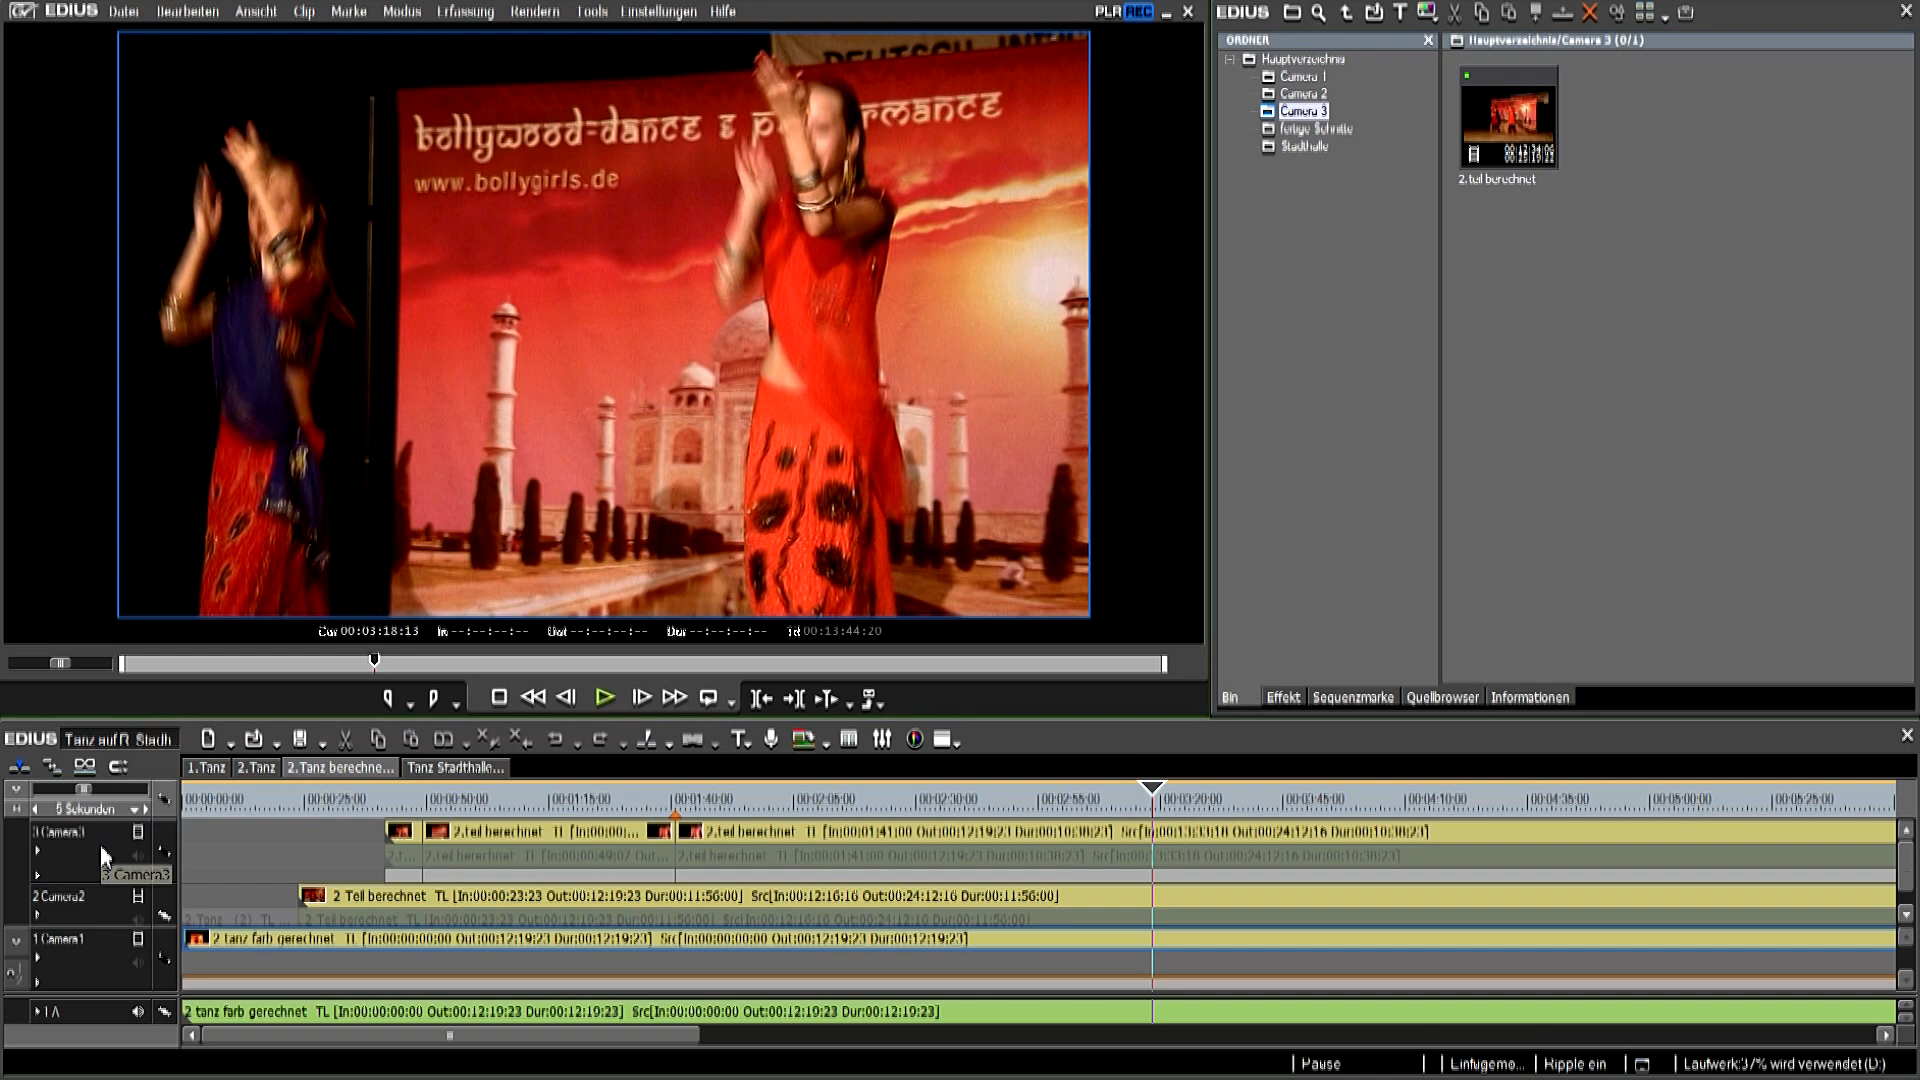 EDIUS Datei Bearbeiten Ansicht Clip Marke Modus Erfassung Rendern Tools Einstellungen Hilfe
PLR REC
EDIUS
ORDNER
Hauptverzeichnis
Camera 1
Camera 2
Camera 3
fertige Schnitte
Stadthalle
Hauptverzeichnis/Camera 3 (0/1)
2.teil berechnet
DEUTSCH
bollywood-dance & performance
www.bollygirls.de
Cur 00:03:18:13 In --:--:--:-- Out --:--:--:-- Dur --:--:--:-- Ttl 00:13:44:20
Bin Effekt Sequenzmarke Quellbrowser Informationen
EDIUS Tanz auf R Stadh
1.Tanz 2.Tanz 2.Tanz berechne... Tanz Stadthalle...
5 Sekunden
00:00:00:00 00:00:25:00 00:00:50:00 00:01:15:00 00:01:40:00 00:02:05:00 00:02:30:00 00:02:55:00 00:03:20:00 00:03:45:00 00:04:10:00 00:04:35:00 00:05:00:00 00:05:25:00
3 Camera3
2.teil berechnet TL [In:00:00:... 2.teil berechnet TL [In:00:01:41:00 Out:00:12:19:23 Dur:00:10:38:23] Src[In:00:13:33:18 Out:00:24:12:16 Dur:00:10:38:23]
2.t... 2.teil berechnet TL [In:00:00:49:07 Out... 2.teil berechnet TL [In:00:01:41:00 Out:00:12:19:23 Dur:00:10:38:23] Src[In:00:13:33:18 Out:00:24:12:16 Dur:00:10:38:23]
3 Camera3
2 Camera2
2 Teil berechnet TL [In:00:00:23:23 Out:00:12:19:23 Dur:00:11:56:00] Src[In:00:12:16:16 Out:00:24:12:16 Dur:00:11:56:00]
2.Tanz (2) TL ... 2 Teil berechnet TL [In:00:00:23:23 Out:00:12:19:23 Dur:00:11:56:00] Src[In:00:12:16:16 Out:00:24:12:16 Dur:00:11:56:00]
1 Camera1
2 tanz farb gerechnet TL [In:00:00:00:00 Out:00:12:19:23 Dur:00:12:19:23] Src[In:00:00:00:00 Out:00:12:19:23 Dur:00:12:19:23]
1 A
2 tanz farb gerechnet TL [In:00:00:00:00 Out:00:12:19:23 Dur:00:12:19:23] Src[In:00:00:00:00 Out:00:12:19:23 Dur:00:12:19:23]
Pause Einfügemo... Ripple ein Laufwerk:37% wird verwendet(D:)